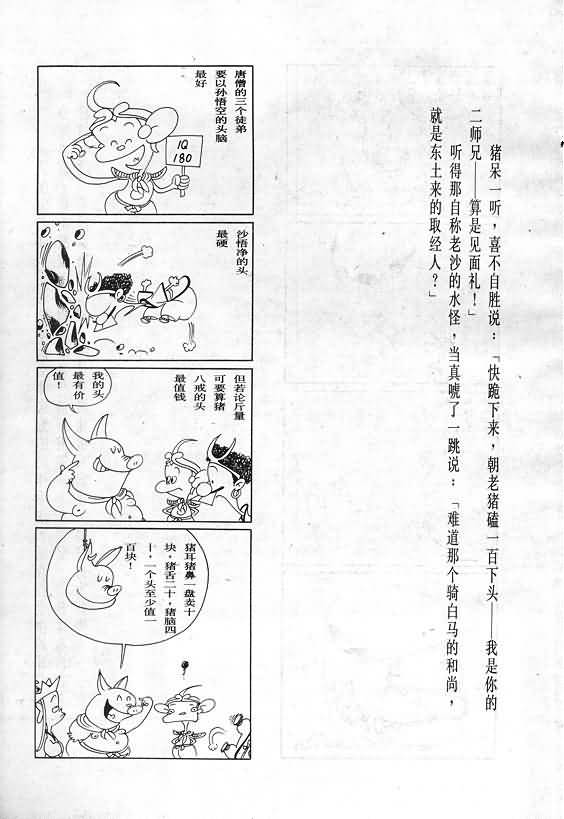 猪呆一听，喜不自胜说：「快跪下来，朝老猪磕一百下头——我是你的
二师兄——算是见面礼！」
听得那自称老沙的水怪，当真唬了一跳说：「难道那个骑白马的和尚，
就是东土来的取经人？」
唐僧的三个徒弟
要以孙悟空的头脑
最好
IQ
180
沙悟净的头
最硬
但若论斤量
可要算猪
八戒的头
最值钱
我的头
最有价
值！
猪耳猪鼻一盘卖十
块，猪舌二十，猪脑四
十，一个头至少值一
百块！